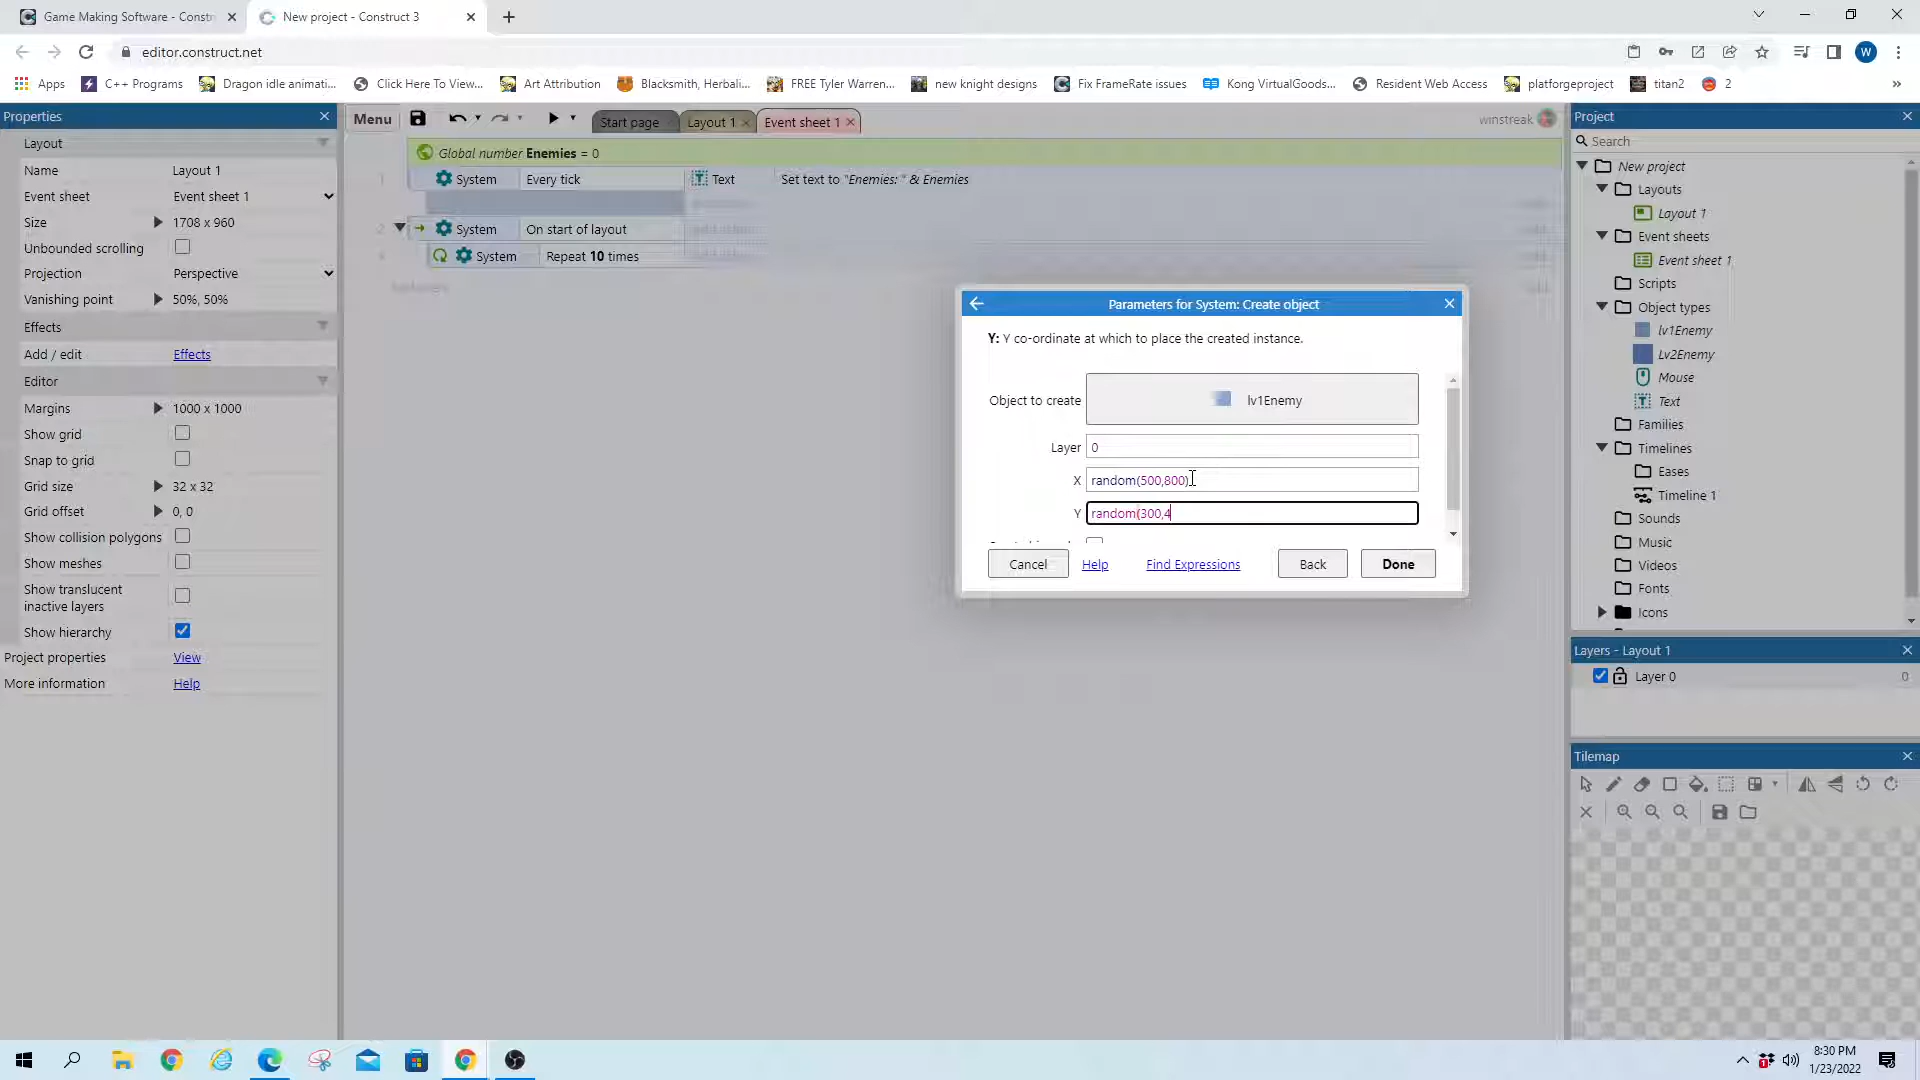 Game Making Software - Constr
New project - Construct 3
editor.construct.net
W
Apps
C++ Programs
Dragon idle animati...
Click Here To View...
Art Attribution
Blacksmith, Herbali...
FREE Tyler Warren...
new knight designs
Fix FrameRate issues
Kong VirtualGoods...
Resident Web Access
platforgeproject
titan2
2
Properties
Menu
Start page
Layout 1
Event sheet 1
winstreak
Project
Layout
Name Layout 1
Event sheet Event sheet 1
Size 1708 x 960
Unbounded scrolling
Projection Perspective
Vanishing point 50%, 50%
Effects
Add / edit Effects
Editor
Margins 1000 x 1000
Show grid
Snap to grid
Grid size 32 x 32
Grid offset 0, 0
Show collision polygons
Show meshes
Show translucent
inactive layers
Show hierarchy
Project properties View
More information Help
Global number Enemies = 0
1 System Every tick Text Set text to "Enemies: " & Enemies
2 System On start of layout
System Repeat 10 times
Parameters for System: Create object
Y: Y co-ordinate at which to place the created instance.
Object to create lv1Enemy
Layer 0
X random(500,800)
Y random(300,4
Cancel
Help
Find Expressions
Back
Done
Search
New project
Layouts
Layout 1
Event sheets
Event sheet 1
Scripts
Object types
lv1Enemy
Lv2Enemy
Mouse
Text
Families
Timelines
Eases
Timeline 1
Sounds
Music
Videos
Fonts
Icons
Layers - Layout 1
Layer 0 0
Tilemap
8:30 PM
1/23/2022